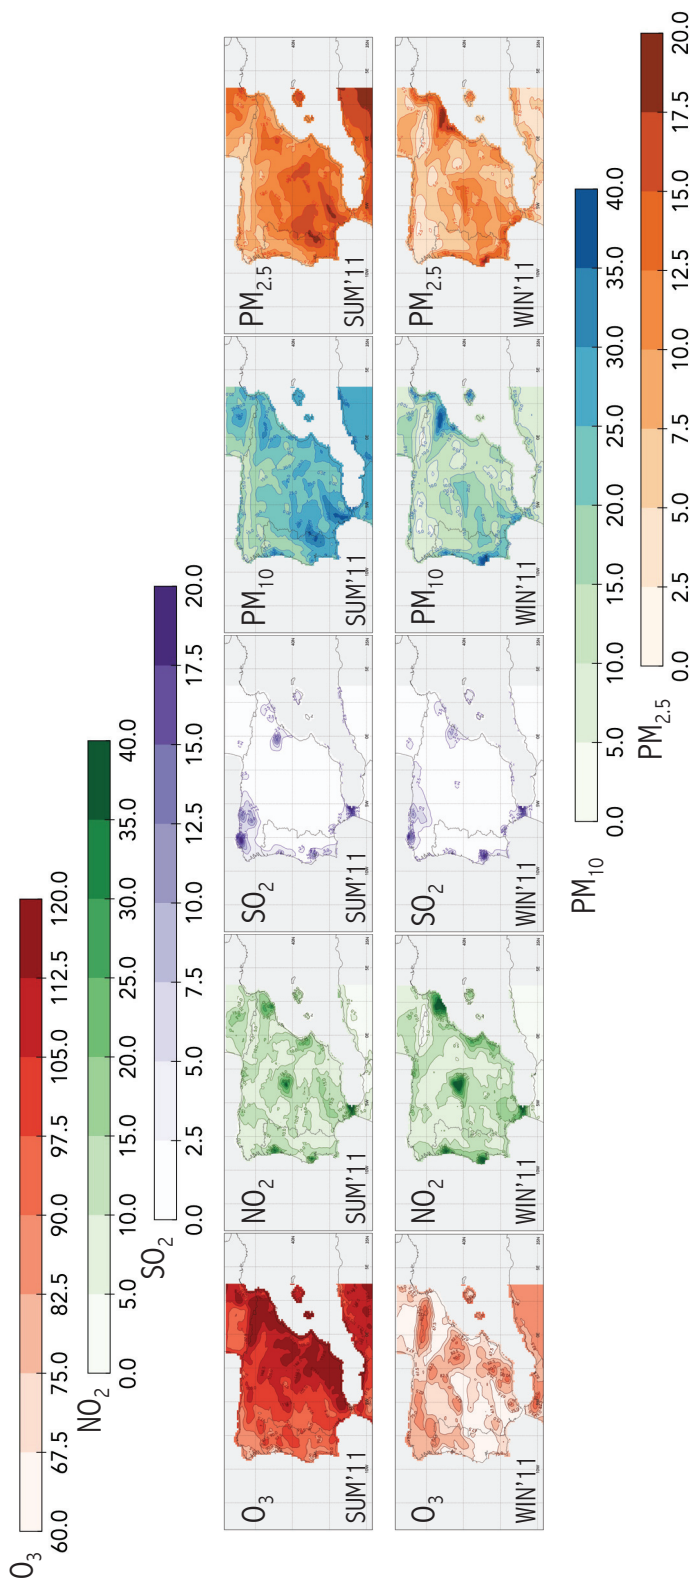 O₃
60.0 67.5 75.0 82.5 90.0 97.5 105.0 112.5 120.0
NO₂
0.0 5.0 10.0 15.0 20.0 25.0 30.0 35.0 40.0
SO₂
0.0 2.5 5.0 7.5 10.0 12.5 15.0 17.5 20.0
O₃ NO₂ SO₂ PM₁₀ PM₂.₅
SUM'11 SUM'11 SUM'11 SUM'11 SUM'11
O₃ NO₂ SO₂ PM₁₀ PM₂.₅
WIN'11 WIN'11 WIN'11 WIN'11 WIN'11
PM₁₀
0.0 5.0 10.0 15.0 20.0 25.0 30.0 35.0 40.0
PM₂.₅
0.0 2.5 5.0 7.5 10.0 12.5 15.0 17.5 20.0